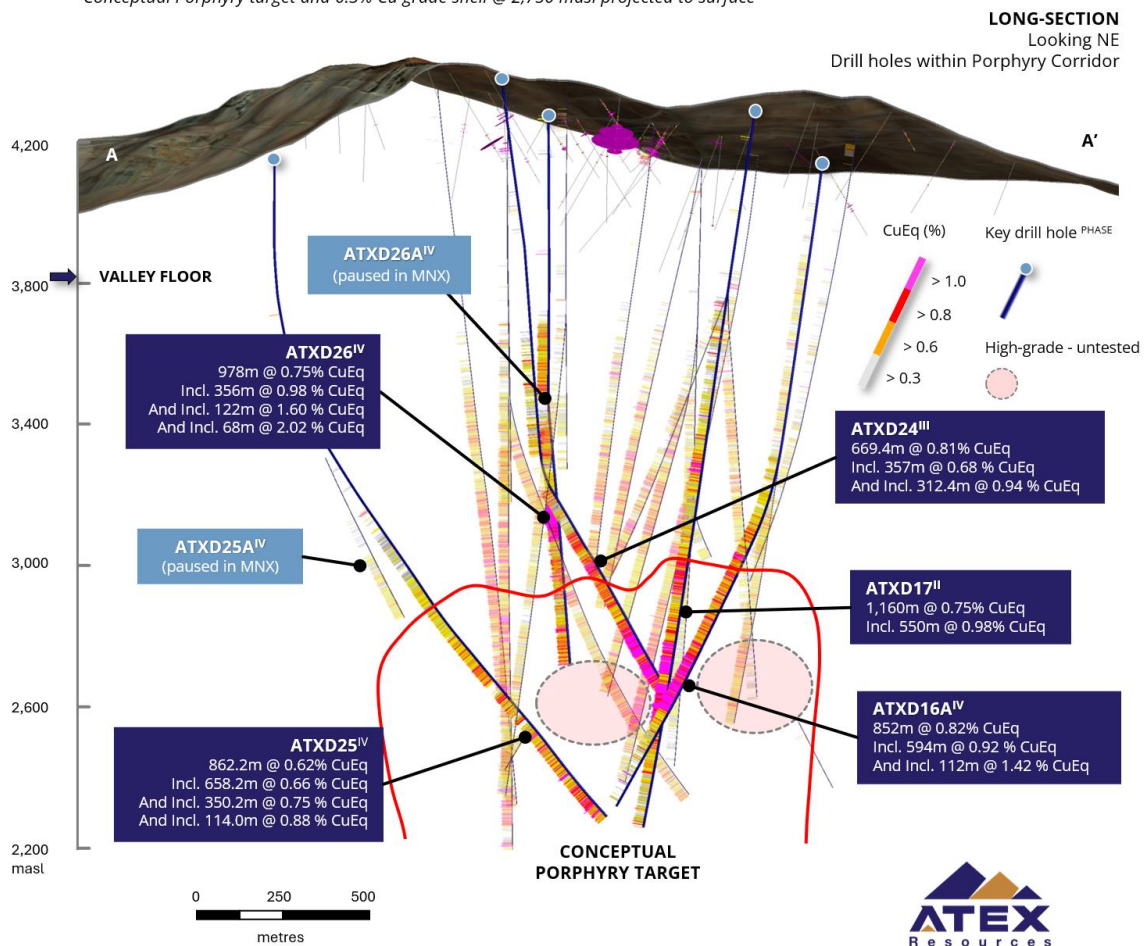 Conceptual Porphyry target and 0.3% Cu grade shell @ 2,750 masl projected to surface
LONG-SECTION
Looking NE
Drill holes within Porphyry Corridor
4,200
A
A'
CuEq (%)
> 1.0
> 0.8
> 0.6
> 0.3
Key drill hole PHASE
High-grade - untested
VALLEY FLOOR
3,800
ATXD26A IV
(paused in MNX)
ATXD26 IV
978m @ 0.75% CuEq
Incl. 356m @ 0.98 % CuEq
And Incl. 122m @ 1.60 % CuEq
And Incl. 68m @ 2.02 % CuEq
3,400
ATXD24 III
669.4m @ 0.81% CuEq
Incl. 357m @ 0.68 % CuEq
And Incl. 312.4m @ 0.94 % CuEq
ATXD25A IV
(paused in MNX)
3,000
ATXD17 II
1,160m @ 0.75% CuEq
Incl. 550m @ 0.98% CuEq
2,600
ATXD16A IV
852m @ 0.82% CuEq
Incl. 594m @ 0.92 % CuEq
And Incl. 112m @ 1.42 % CuEq
ATXD25 IV
862.2m @ 0.62% CuEq
Incl. 658.2m @ 0.66 % CuEq
And Incl. 350.2m @ 0.75 % CuEq
And Incl. 114.0m @ 0.88 % CuEq
2,200
masl
CONCEPTUAL
PORPHYRY TARGET
0 250 500
metres
ATEX
Resources